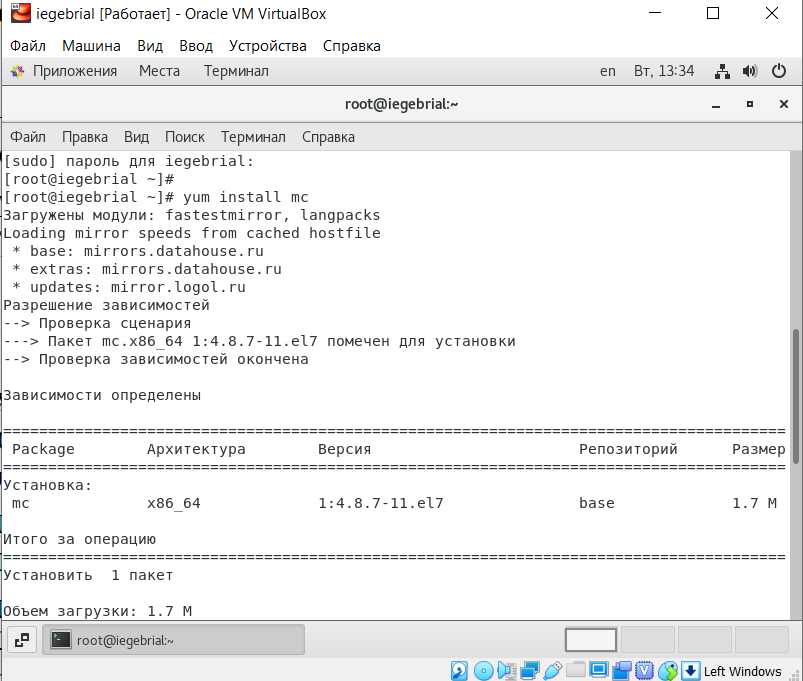 iegebrial [Работает] - Oracle VM VirtualBox
Файл Машина Вид Ввод Устройства Справка
Приложения Места Терминал en Вт, 13:34
root@iegebrial:~
Файл Правка Вид Поиск Терминал Справка
[sudo] пароль для iegebrial:
[root@iegebrial ~]#
[root@iegebrial ~]# yum install mc
Загружены модули: fastestmirror, langpacks
Loading mirror speeds from cached hostfile
 * base: mirrors.datahouse.ru
 * extras: mirrors.datahouse.ru
 * updates: mirror.logol.ru
Разрешение зависимостей
--> Проверка сценария
---> Пакет mc.x86_64 1:4.8.7-11.el7 помечен для установки
--> Проверка зависимостей окончена
Зависимости определены
================================================================================
 Package Архитектура Версия Репозиторий Размер
================================================================================
Установка:
 mc x86_64 1:4.8.7-11.el7 base 1.7 M
Итого за операцию
================================================================================
Установить 1 пакет
Объем загрузки: 1.7 M
root@iegebrial:~
Left Windows